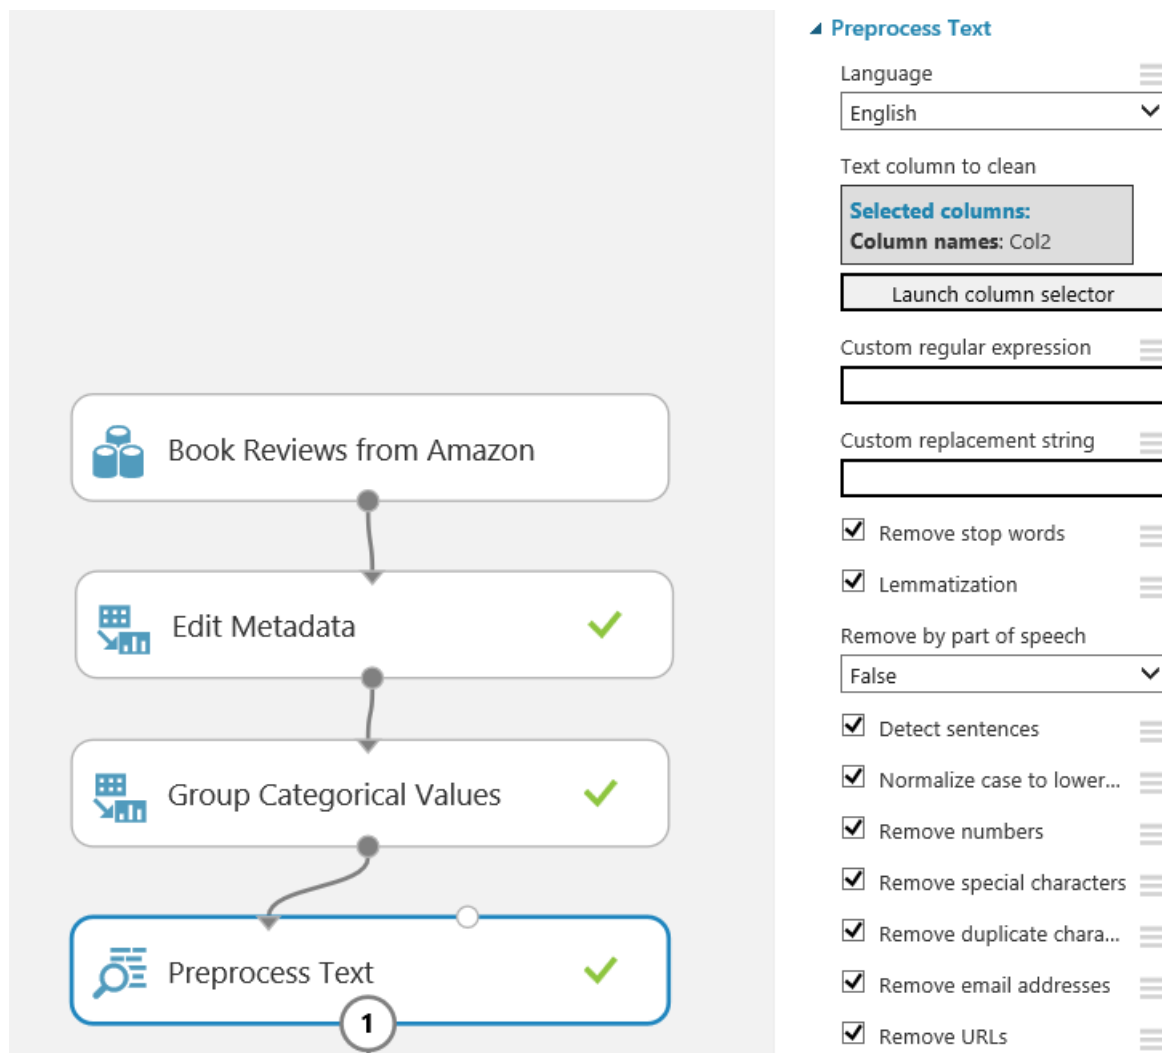 Book Reviews from Amazon
Edit Metadata
Group Categorical Values
Preprocess Text
1
Preprocess Text
Language
English
Text column to clean
Selected columns:
Column names: Col2
Launch column selector
Custom regular expression
Custom replacement string
Remove stop words
Lemmatization
Remove by part of speech
False
Detect sentences
Normalize case to lower...
Remove numbers
Remove special characters
Remove duplicate chara...
Remove email addresses
Remove URLs